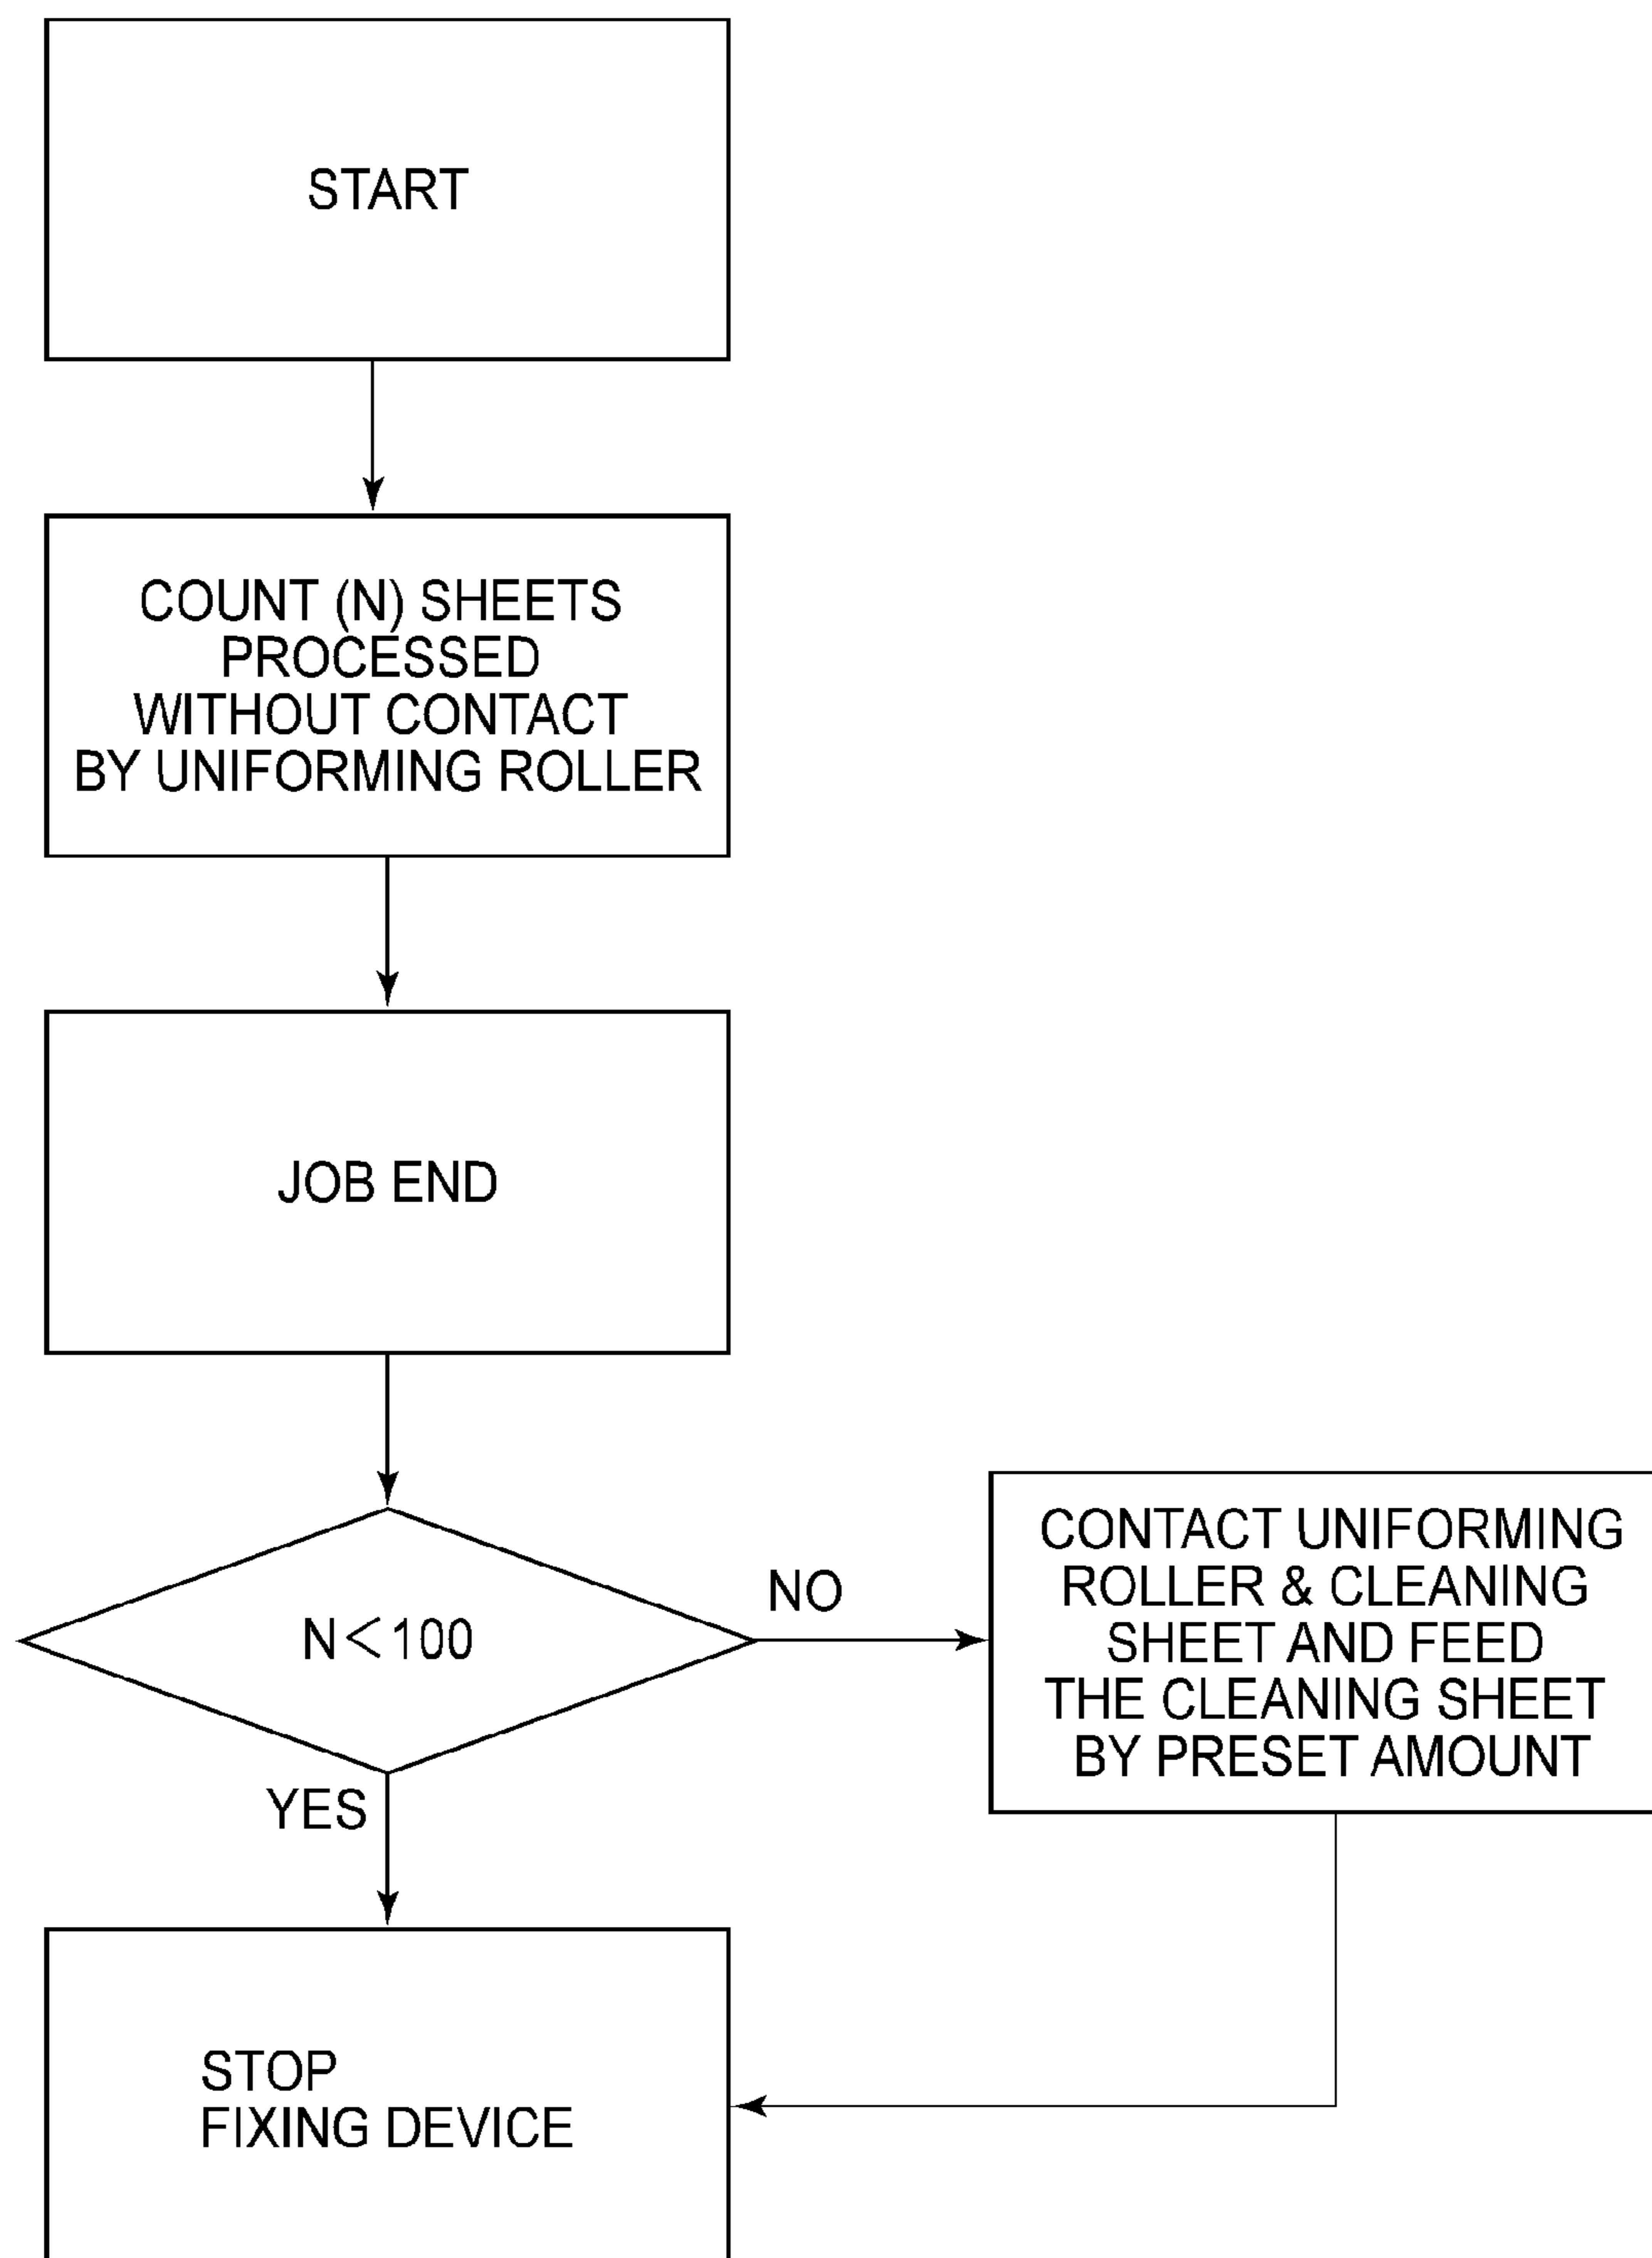 START
COUNT (N) SHEETS
PROCESSED
WITHOUT CONTACT
BY UNIFORMING ROLLER
JOB END
N<100
NO
CONTACT UNIFORMING
ROLLER & CLEANING
SHEET AND FEED
THE CLEANING SHEET
BY PRESET AMOUNT
YES
STOP
FIXING DEVICE